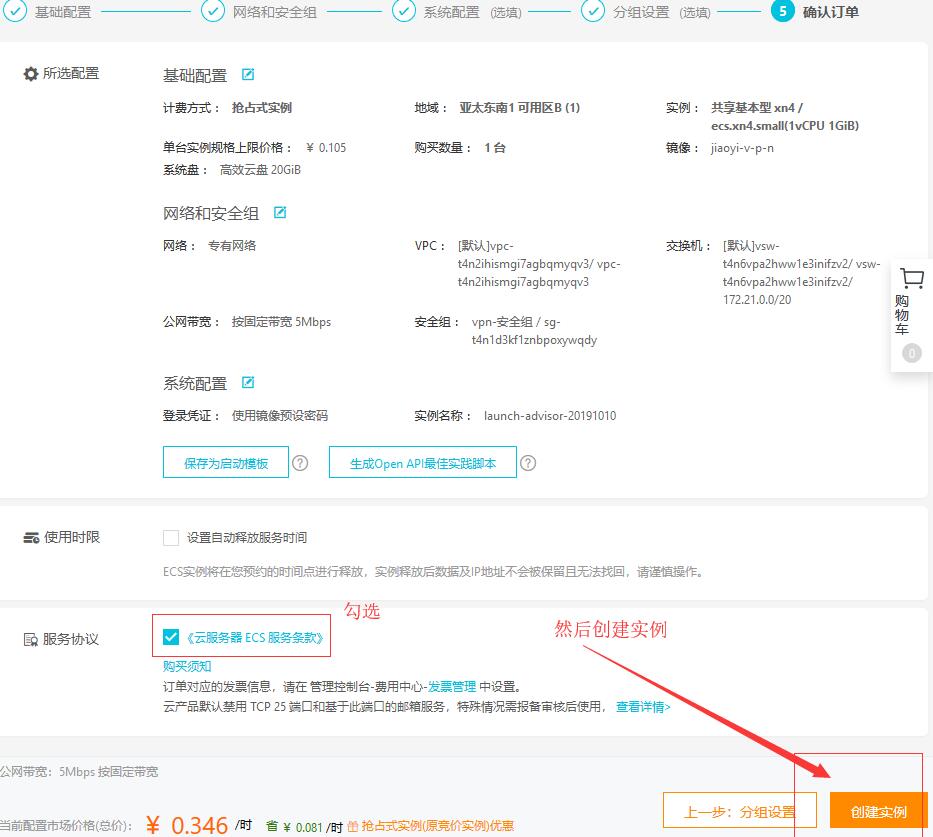 基础配置 网络和安全组 系统配置 (选填) 分组设置 (选填) 5 确认订单
所选配置
基础配置
计费方式： 抢占式实例 地域： 亚太东南1 可用区B (1) 实例： 共享基本型 xn4 /
ecs.xn4.small(1vCPU 1GiB)
单台实例规格上限价格： ￥ 0.105 购买数量： 1 台 镜像： jiaoyi-v-p-n
系统盘： 高效云盘 20GiB
网络和安全组
网络： 专有网络 VPC： [默认]vpc- 交换机： [默认]vsw-
t4n2ihismgi7agbqmyqv3/ vpc- t4n6vpa2hww1e3inifzv2/ vsw-
t4n2ihismgi7agbqmyqv3 t4n6vpa2hww1e3inifzv2/
172.21.0.0/20
公网带宽： 按固定带宽 5Mbps 安全组： vpn-安全组 / sg-
t4n1d3kf1znbpoxywqdy
购物车
0
系统配置
登录凭证： 使用镜像预设密码 实例名称： launch-advisor-20191010
保存为启动模板 ? 生成Open API最佳实践脚本 ?
使用时限 设置自动释放服务时间
ECS实例将在您预约的时间点进行释放，实例释放后数据及IP地址不会被保留且无法找回，请谨慎操作。
勾选
然后创建实例
服务协议 《云服务器 ECS 服务条款》
购买须知
订单对应的发票信息，请在 管理控制台-费用中心-发票管理 中设置。
云产品默认禁用 TCP 25 端口和基于此端口的邮箱服务，特殊情况需报备审核后使用， 查看详情>
公网带宽：5Mbps 按固定带宽
当前配置市场价格(总价)： ￥ 0.346 /时 省 ￥ 0.081 /时 抢占式实例(原竞价实例)优惠 上一步：分组设置 创建实例